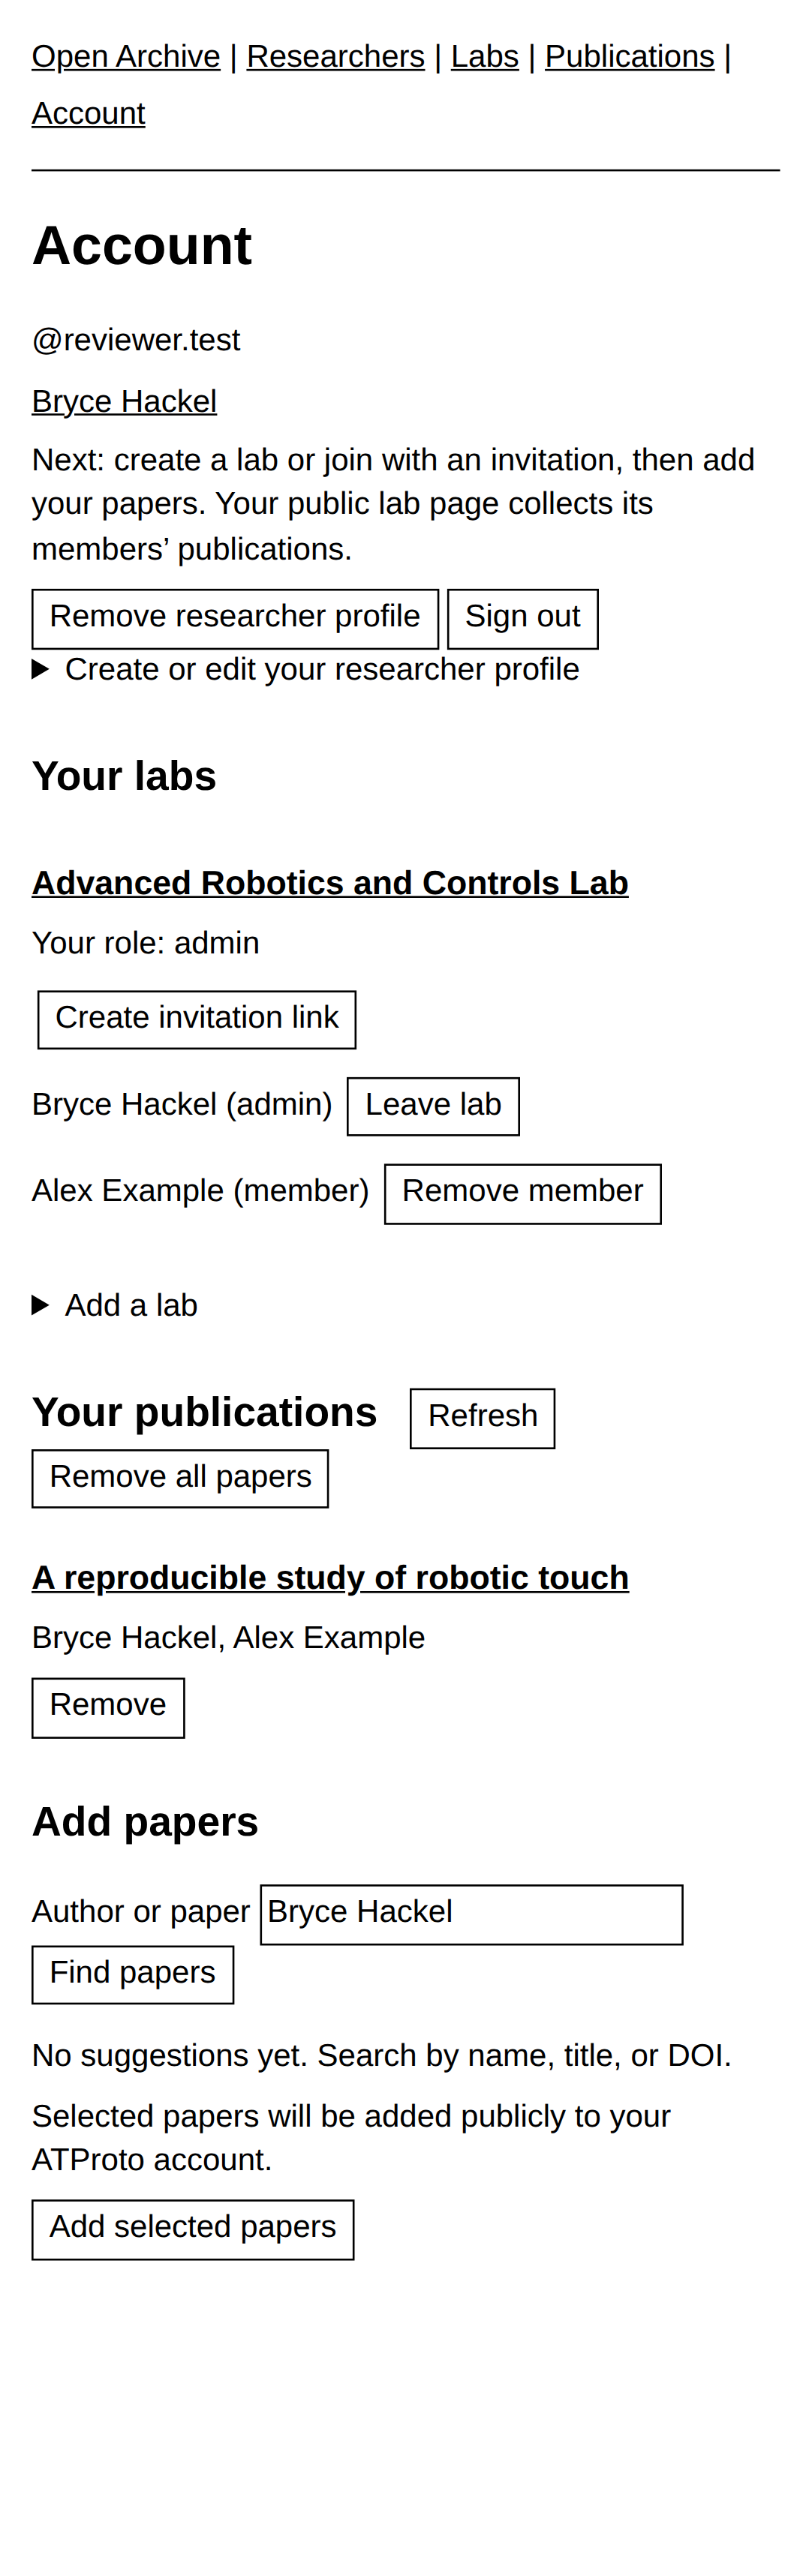 Open Archive | Researchers | Labs | Publications |
Account
Account
@reviewer.test
Bryce Hackel
Next: create a lab or join with an invitation, then add
your papers. Your public lab page collects its
members’ publications.
Remove researcher profile Sign out
Create or edit your researcher profile
Your labs
Advanced Robotics and Controls Lab
Your role: admin
Create invitation link
Bryce Hackel (admin) Leave lab
Alex Example (member) Remove member
Add a lab
Your publications Refresh
Remove all papers
A reproducible study of robotic touch
Bryce Hackel, Alex Example
Remove
Add papers
Author or paper Bryce Hackel
Find papers
No suggestions yet. Search by name, title, or DOI.
Selected papers will be added publicly to your
ATProto account.
Add selected papers